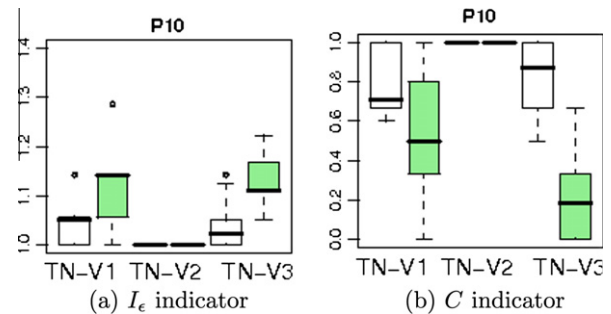 P10
1.4
1.3
1.2
1.1
1.0
TN-V1 TN-V2 TN-V3
(a) Iϵ indicator
P10
1.0
0.8
0.6
0.4
0.2
0.0
TN-V1 TN-V2 TN-V3
(b) C indicator